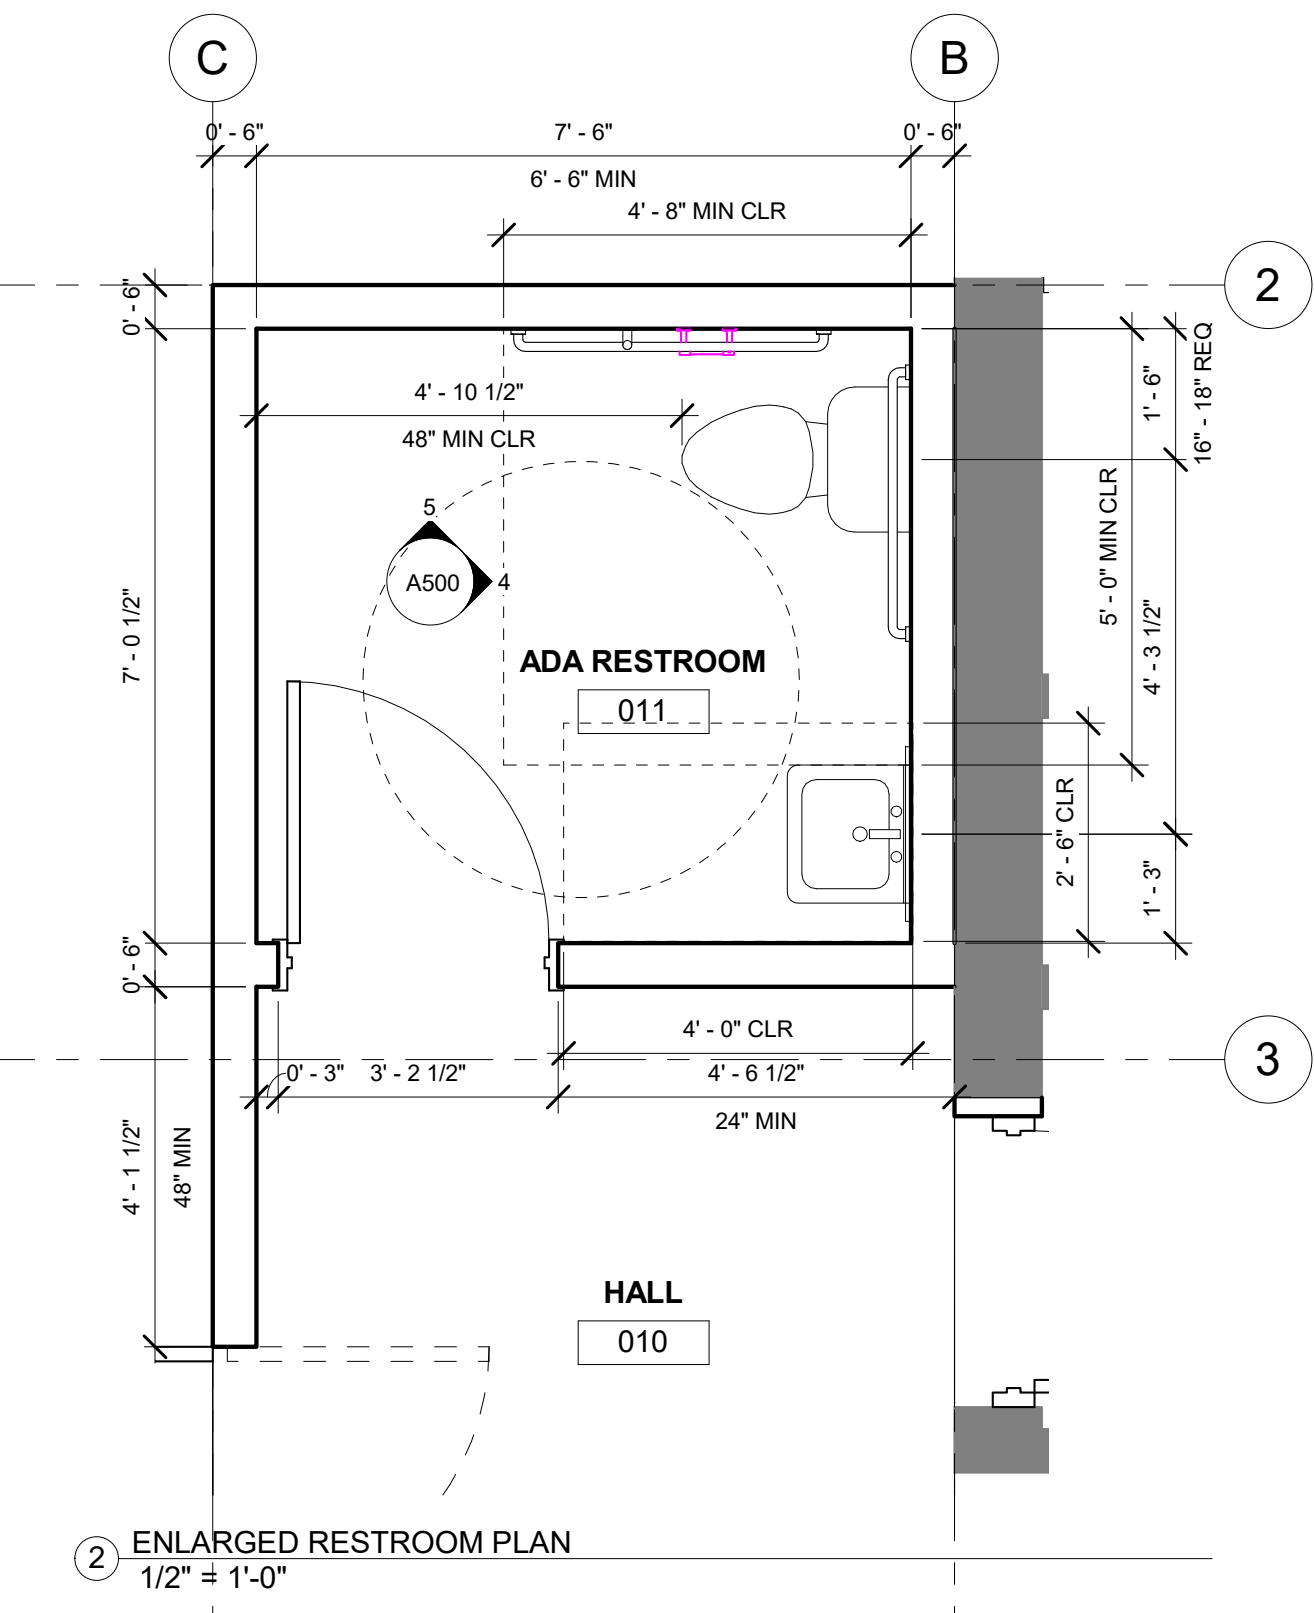 C
B
0' - 6"
7' - 6"
0' - 6"
6' - 6" MIN
4' - 8" MIN CLR
2
0' - 6"
1' - 6"
16" - 18" REQ
4' - 10 1/2"
48" MIN CLR
5
A500
4
5' - 0" MIN CLR
7' - 0 1/2"
4' - 3 1/2"
ADA RESTROOM
011
2' - 6" CLR
1' - 3"
0' - 6"
4' - 0" CLR
3
0' - 3"
3' - 2 1/2"
4' - 6 1/2"
24" MIN
4' - 1 1/2"
48" MIN
HALL
010
2
ENLARGED RESTROOM PLAN
1/2" = 1'-0"